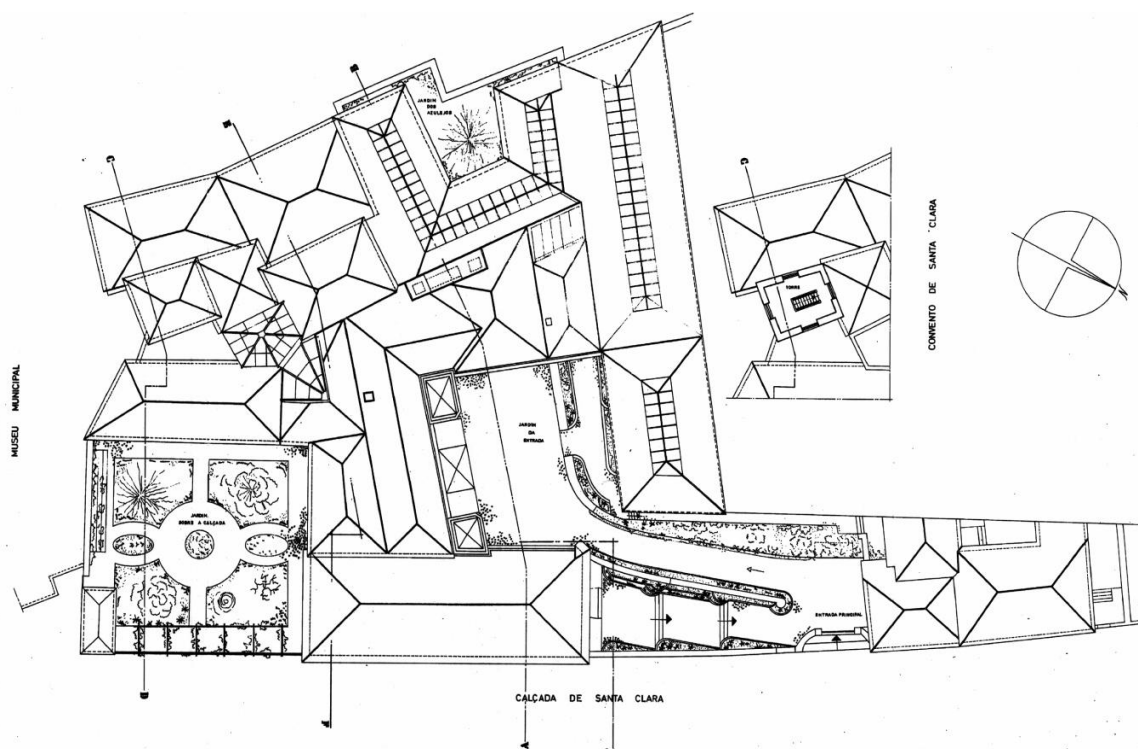 JARDIM
DOS
AZULEJOS
C
TORRE
CONVENTO DE SANTA CLARA
MUSEU MUNICIPAL
JARDIM
DA
ENTRADA
JARDIM
SOBRE A CALÇADA
ENTRADA PRINCIPAL
CALÇADA DE SANTA CLARA
D
F